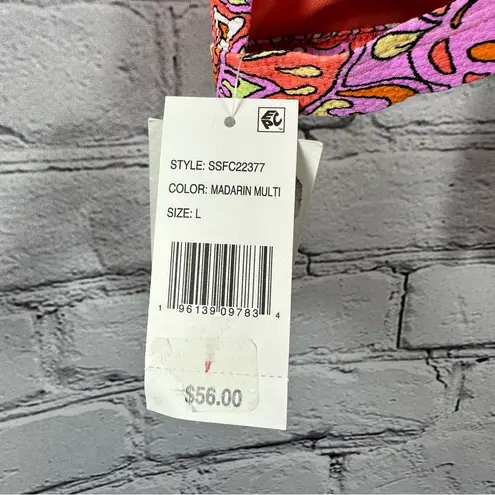 STYLE: SSFC22377
COLOR: MADARIN MULTI
SIZE: L
1 96139 09783 4
$56.00